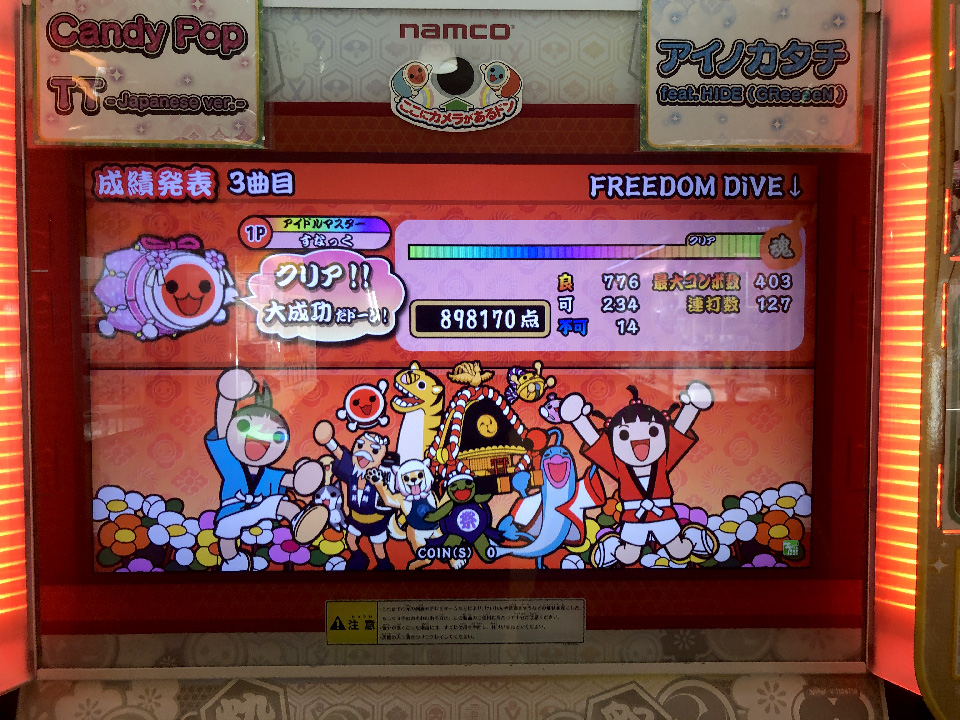 Candy Pop
TT -Japanese ver.-
namco
ここにカメラがあるドン
アイノカタチ
feat. HIDE (GReeeeN)
成績発表 3曲目
FREEDOM DiVE↓
1P
アイドルマスター
すなっく
クリア!!
大成功だドーン!
クリア
魂
898170点
良 776
可 234
不可 14
最大コンボ数 403
連打数 127
祭
COIN(S) 0
注意